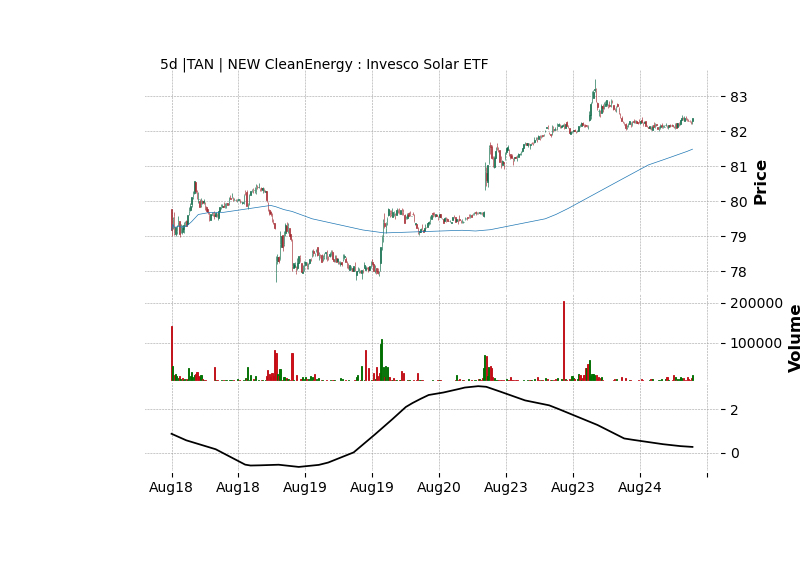 5d |TAN | NEW CleanEnergy : Invesco Solar ETF
83
82
81
80
79
78
Price
200000
100000
Volume
2
0
Aug18 Aug18 Aug19 Aug19 Aug20 Aug23 Aug23 Aug24